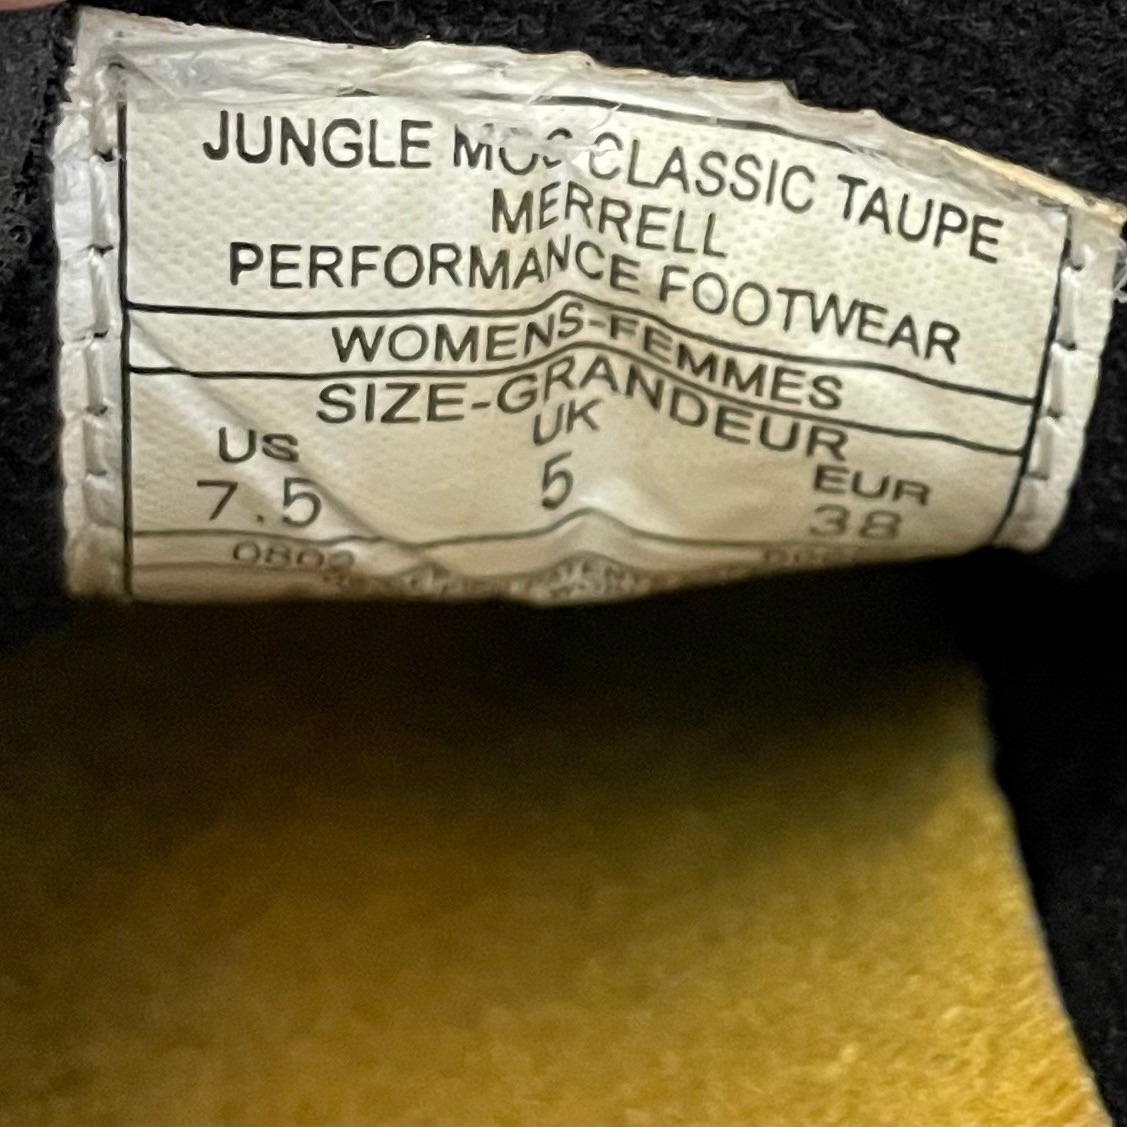 JUNGLE MOC CLASSIC TAUPE
MERRELL
PERFORMANCE FOOTWEAR
WOMENS-FEMMES
SIZE-GRANDEUR
US UK EUR
7.5 5 38